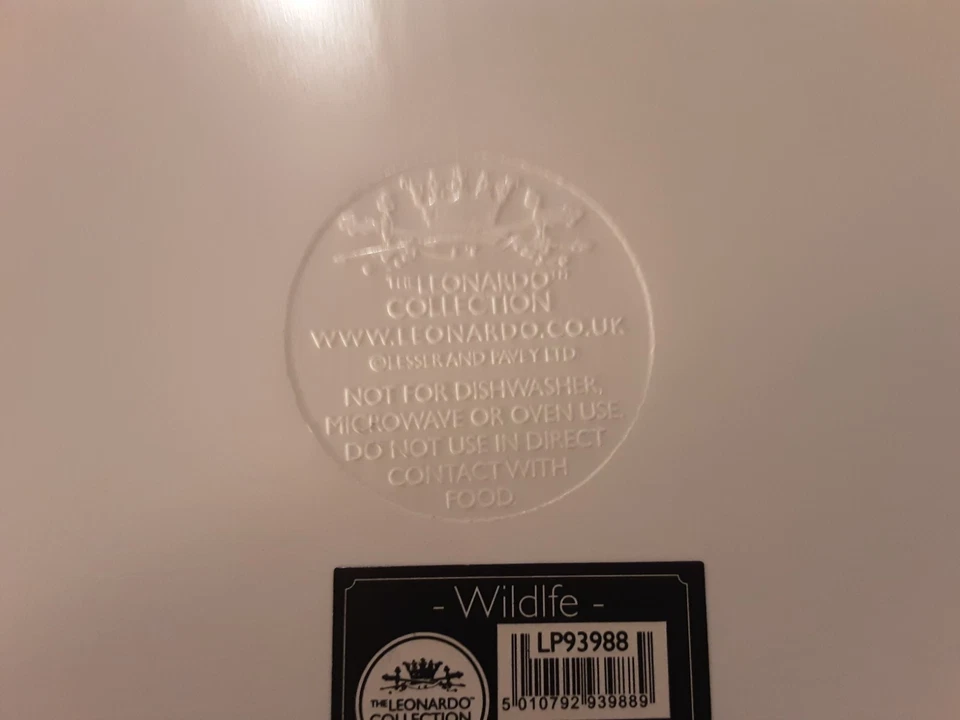 THE LEONARDO™
COLLECTION
WWW.LEONARDO.CO.UK
©LESSER AND PAVEY LTD
NOT FOR DISHWASHER,
MICROWAVE OR OVEN USE.
DO NOT USE IN DIRECT
CONTACT WITH
FOOD.
- Wildlfe -
LP93988
5 010792 939889
THE LEONARDO™
COLLECTION